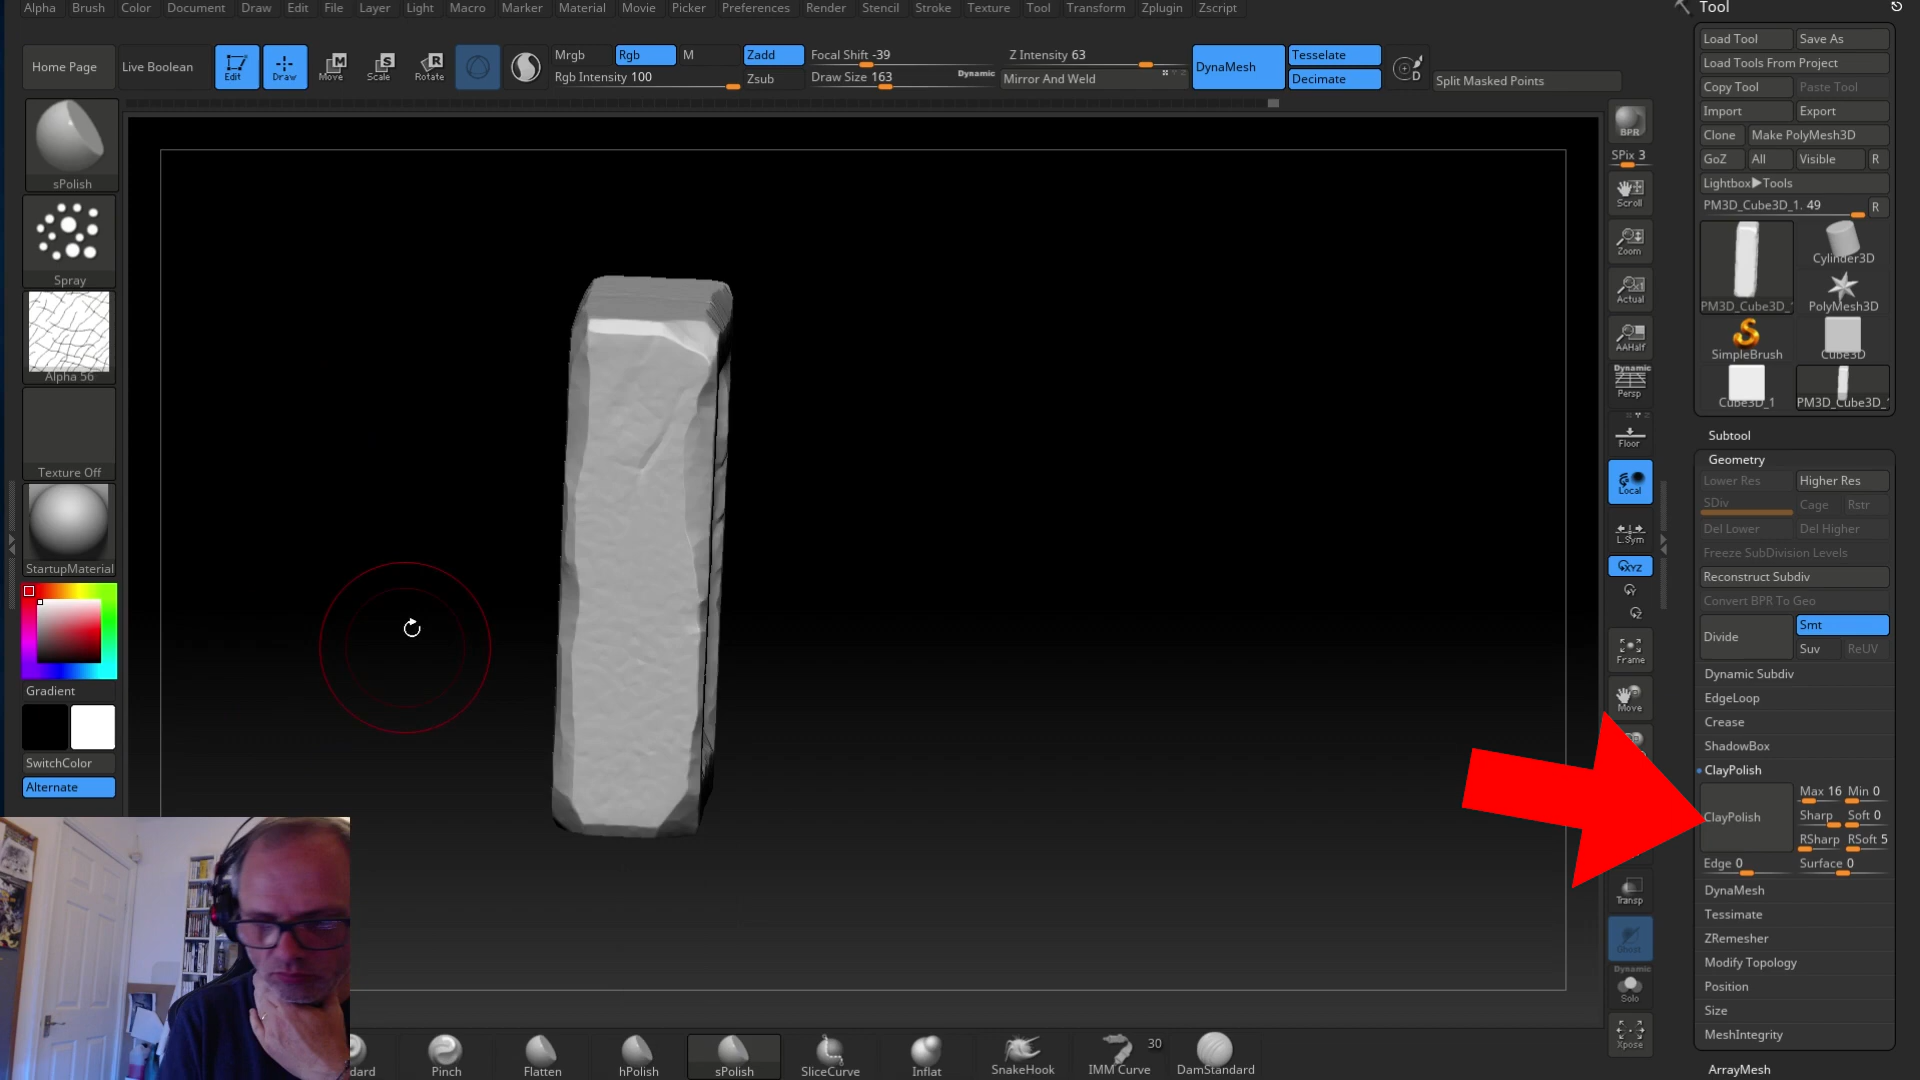 Alpha Brush Color Document Draw Edit File Layer Light Macro Marker Material Movie Picker Preferences Render Stencil Stroke Texture Tool Transform Zplugin Zscript
Tool
Home Page
Live Boolean
Edit
Draw
Move
Scale
Rotate
Mrgb Rgb M
Rgb Intensity 100
Zadd
Zsub
Focal Shift -39
Draw Size 163
Dynamic
Z Intensity 63
Mirror And Weld
DynaMesh
Tesselate
Decimate
Split Masked Points
Load Tool Save As
Load Tools From Project
Copy Tool Paste Tool
Import Export
Clone Make PolyMesh3D
GoZ All Visible R
Lightbox▶Tools
PM3D_Cube3D_1. 49 R
PM3D_Cube3D_
Cylinder3D
PolyMesh3D
SimpleBrush
Cube3D
Cube3D_1
PM3D_Cube3D_
Subtool
Geometry
Lower Res Higher Res
SDiv Cage Rstr
Del Lower Del Higher
Freeze SubDivision Levels
Reconstruct Subdiv
Convert BPR To Geo
Divide
Smt
Suv ReUV
Dynamic Subdiv
EdgeLoop
Crease
ShadowBox
ClayPolish
ClayPolish
Max 16 Min 0
Sharp Soft 0
RSharp RSoft 5
Edge 0 Surface 0
DynaMesh
Tessimate
ZRemesher
Modify Topology
Position
Size
MeshIntegrity
ArrayMesh
sPolish
Spray
Alpha 56
Texture Off
StartupMaterial
Gradient
SwitchColor
Alternate
BPR
SPix 3
Scroll
Zoom
Actual
AAHalf
Dynamic
Persp
Floor
Local
L.Sym
XYZ
Frame
Move
Transp
Ghost
Dynamic
Solo
Xpose
dard
Pinch
Flatten
hPolish
sPolish
SliceCurve
Inflat
SnakeHook
IMM Curve
30
DamStandard